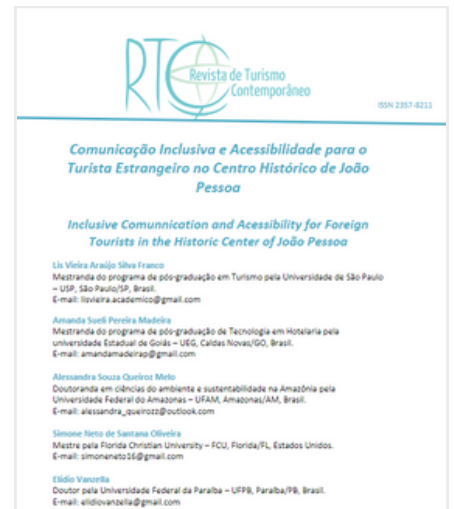 RTC
Revista de Turismo
Contemporâneo
ISSN 2357-8211
Comunicação Inclusiva e Acessibilidade para o
Turista Estrangeiro no Centro Histórico de João
Pessoa
Inclusive Comunnication and Acessibility for Foreign
Tourists in the Historic Center of João Pessoa
Lis Vieira Araújo Silva Franco
Mestranda do programa de pós-graduação em Turismo pela Universidade de São Paulo
– USP, São Paulo/SP, Brasil.
E-mail: lisvieira.academico@gmail.com
Amanda Sueli Pereira Madeira
Mestranda do programa de pós-graduação de Tecnologia em Hotelaria pela
universidade Estadual de Goiás – UEG, Caldas Novas/GO, Brasil.
E-mail: amandamadeirap@gmail.com
Alessandra Souza Queiroz Melo
Doutoranda em ciências do ambiente e sustentabilidade na Amazônia pela
Universidade Federal do Amazonas – UFAM, Amazonas/AM, Brasil.
E-mail: alessandra_queirozz@outlook.com
Simone Neto de Santana Oliveira
Mestre pela Florida Christian University – FCU, Florida/FL, Estados Unidos.
E-mail: simoneneto16@gmail.com
Elídio Vanzella
Doutor pela Universidade Federal da Paraíba – UFPB, Paraíba/PB, Brasil.
E-mail: elidiovanzella@gmail.com